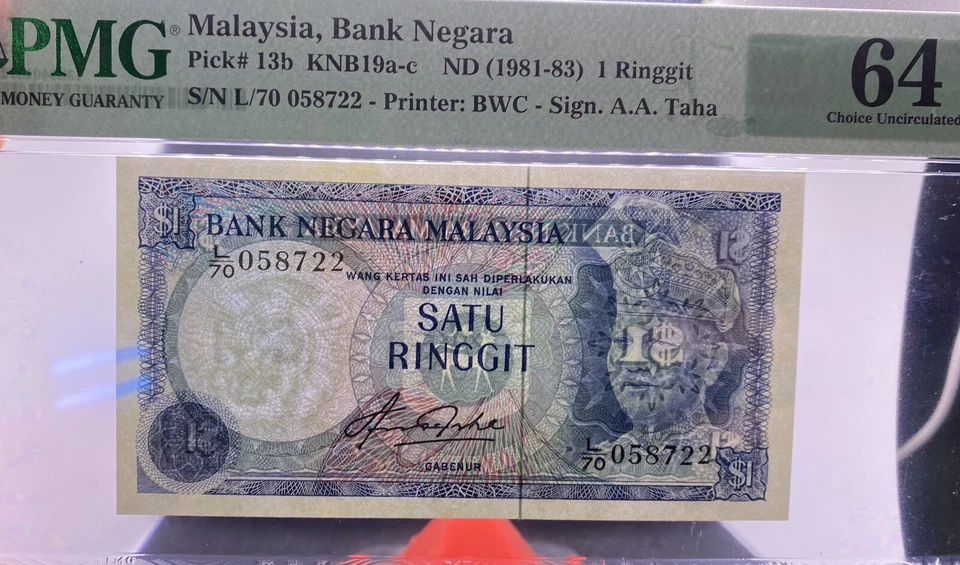 PMG®
MONEY GUARANTY
Malaysia, Bank Negara
Pick# 13b KNB19a-c ND (1981-83) 1 Ringgit
S/N L/70 058722 - Printer: BWC - Sign. A.A. Taha
64
Choice Uncirculated
$1
BANK NEGARA MALAYSIA
L/70 058722
WANG KERTAS INI SAH DIPERLAKUKAN
DENGAN NILAI
SATU
RINGGIT
GABENUR
L/70 058722
$1